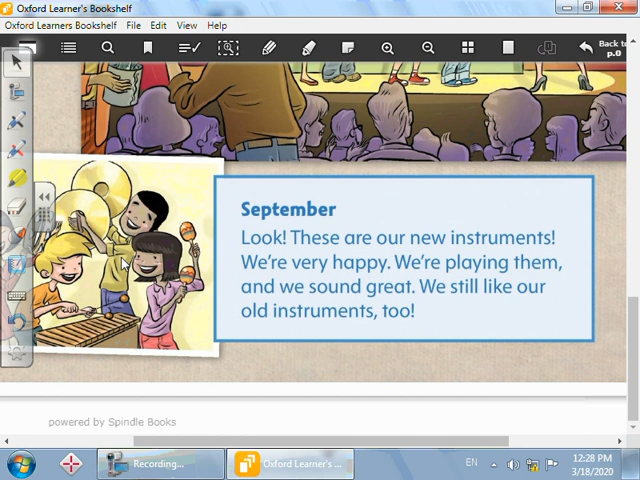 Oxford Learner's Bookshelf
Oxford Learners Bookshelf File Edit View Help
Back to
p.0
September
Look! These are our new instruments!
We're very happy. We're playing them,
and we sound great. We still like our
old instruments, too!
powered by Spindle Books
Recording...
Oxford Learner's ...
EN
12:28 PM
3/18/2020